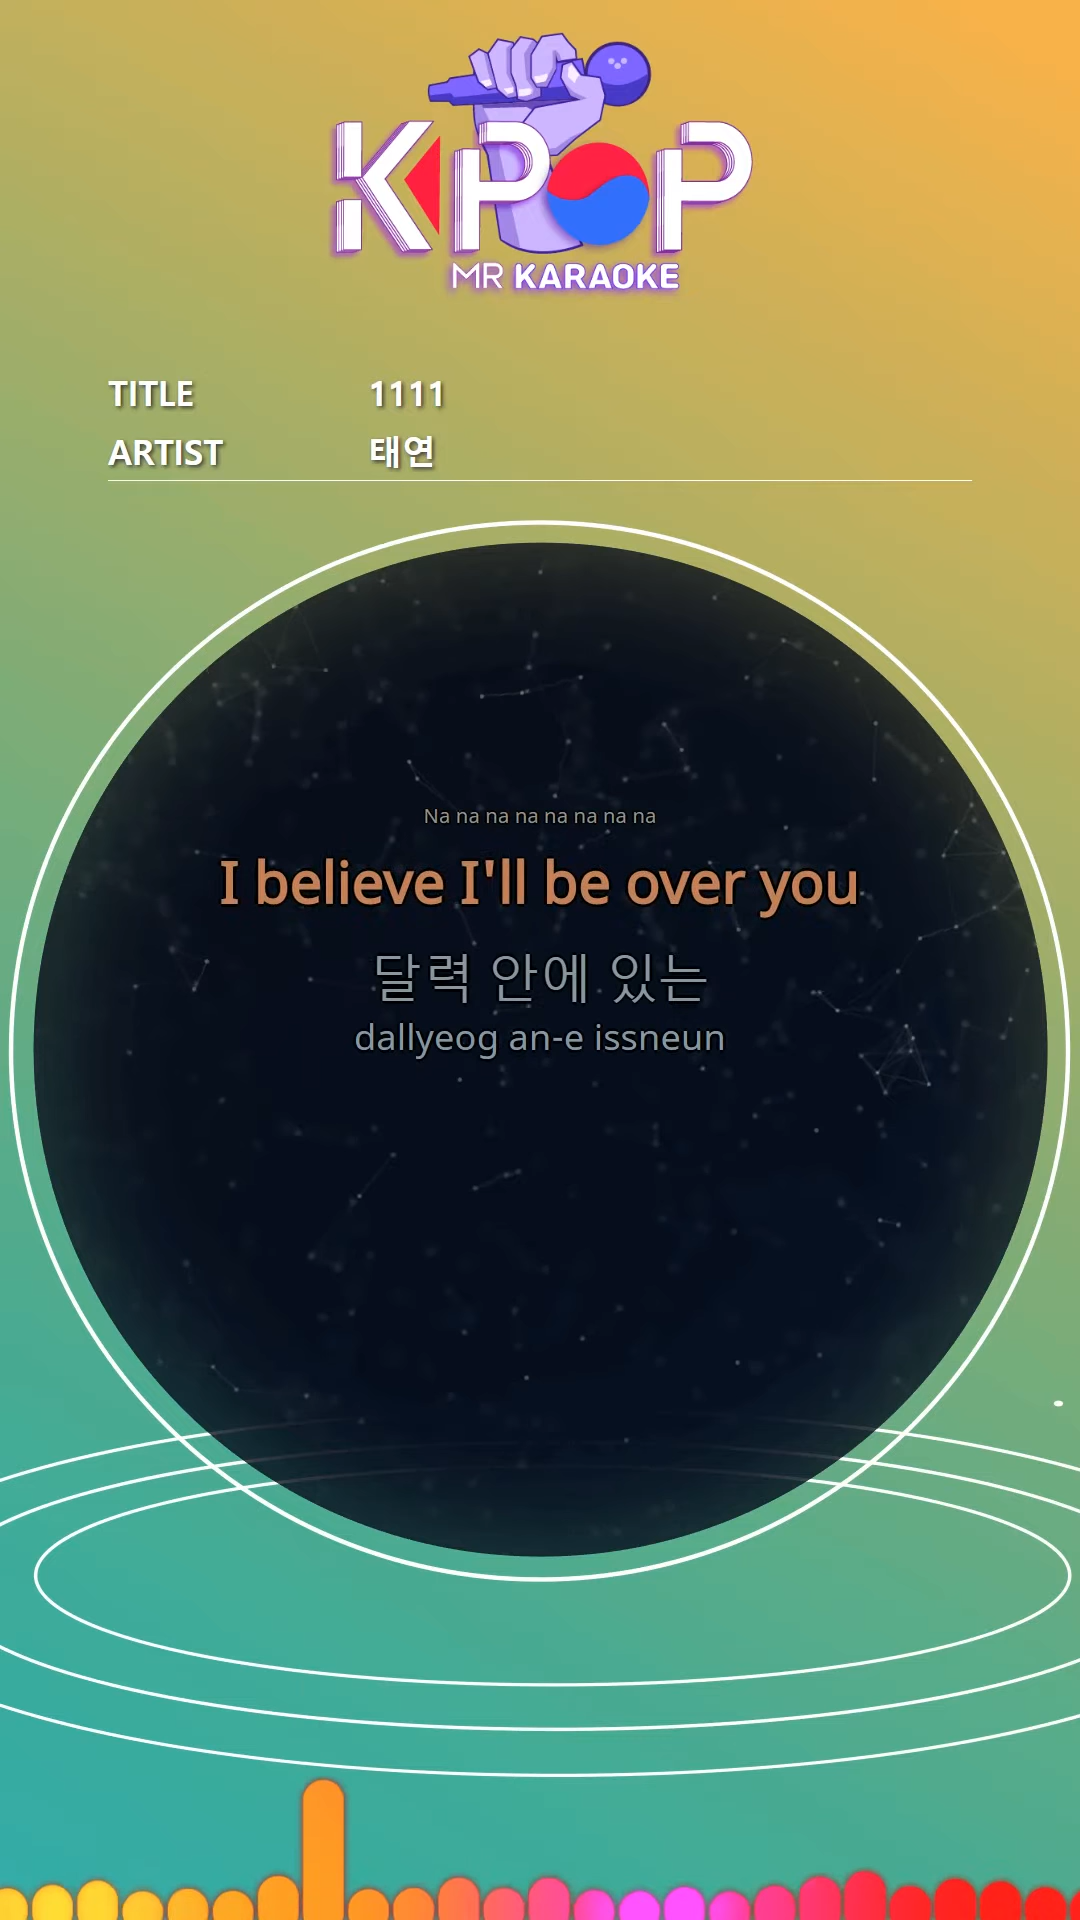 KPOP
MR KARAOKE
TITLE 1111
ARTIST 태연
Na na na na na na na na
I believe I'll be over you
달력 안에 있는
dallyeog an-e issneun